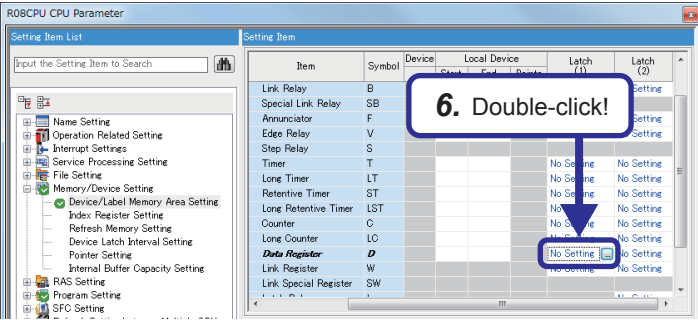 R08CPU CPU Parameter
Setting Item List
Setting Item
Input the Setting Item to Search
Item Symbol Device Local Device Latch (1) Latch (2)
Start End Points
Link Relay B Setting
Special Link Relay SB
Annunciator F Setting
Edge Relay V Setting
Step Relay S
Timer T No Setting No Setting
Long Timer LT No Setting No Setting
Retentive Timer ST No Setting No Setting
Long Retentive Timer LST No Setting No Setting
Counter C No Setting No Setting
Long Counter LC No Setting No Setting
Data Register D No Setting ... No Setting
Link Register W No Setting No Setting
Link Special Register SW
6. Double-click!
Name Setting
Operation Related Setting
Interrupt Settings
Service Processing Setting
File Setting
Memory/Device Setting
Device/Label Memory Area Setting
Index Register Setting
Refresh Memory Setting
Device Latch Interval Setting
Pointer Setting
Internal Buffer Capacity Setting
RAS Setting
Program Setting
SFC Setting